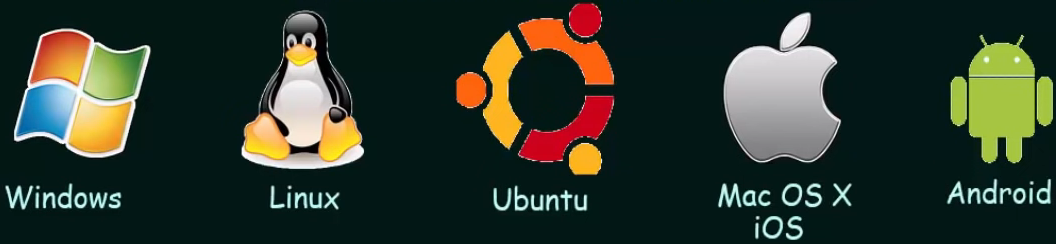 Windows
Linux
Ubuntu
Mac OS X
iOS
Android